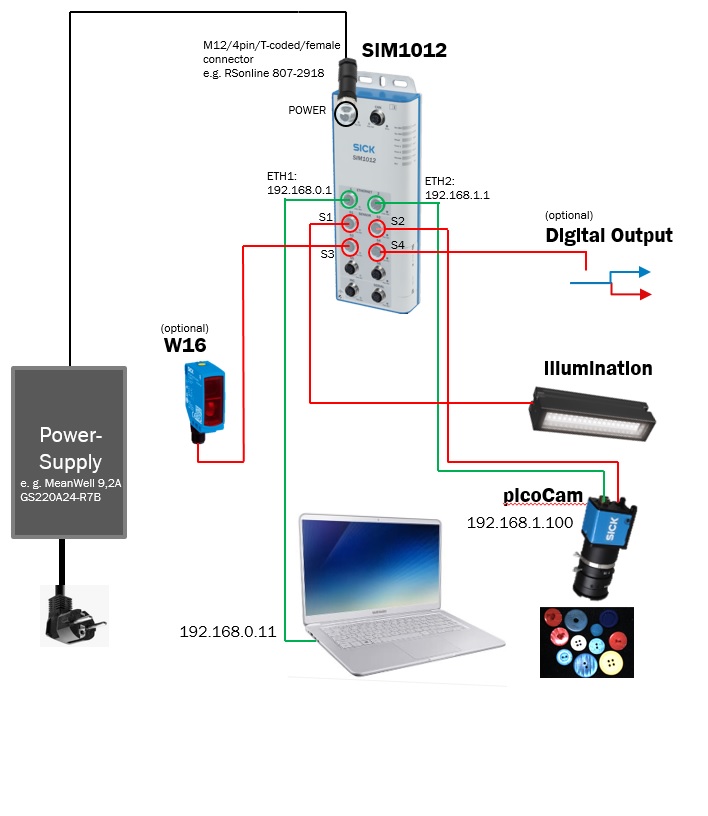 M12/4pin/T-coded/female
connector
e.g. RSonline 807-2918
SIM1012
POWER
SICK
SIM1012
ETH1:
192.168.0.1
ETH2:
192.168.1.1
S1
S2
S3
S4
(optional)
Digital Output
(optional)
W16
Illumination
Power-
Supply
e. g. MeanWell 9,2A
GS220A24-R7B
picoCam
192.168.1.100
SICK
192.168.0.11